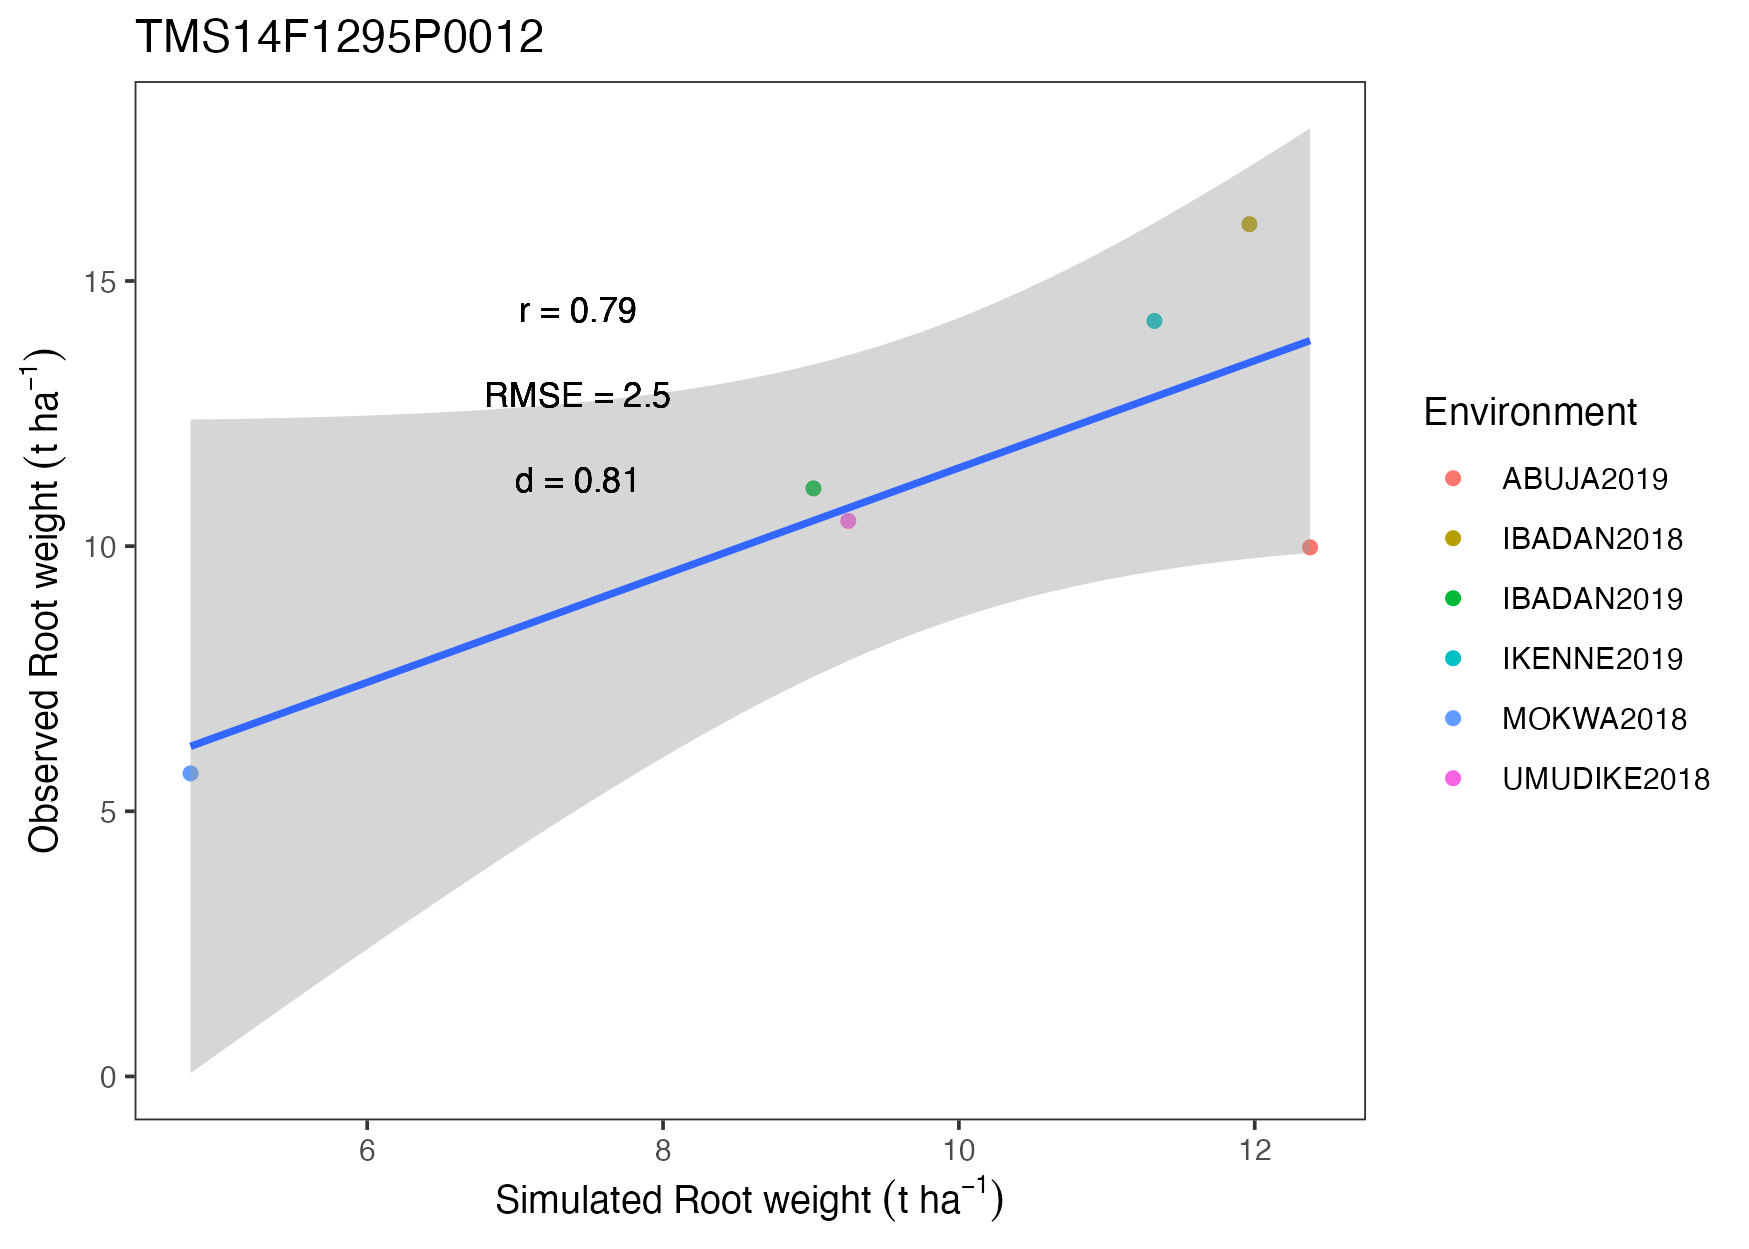 TMS14F1295P0012
Observed Root weight (t ha⁻¹)
15
10
5
0
r = 0.79
RMSE = 2.5
d = 0.81
6 8 10 12
Simulated Root weight (t ha⁻¹)
Environment
ABUJA2019
IBADAN2018
IBADAN2019
IKENNE2019
MOKWA2018
UMUDIKE2018